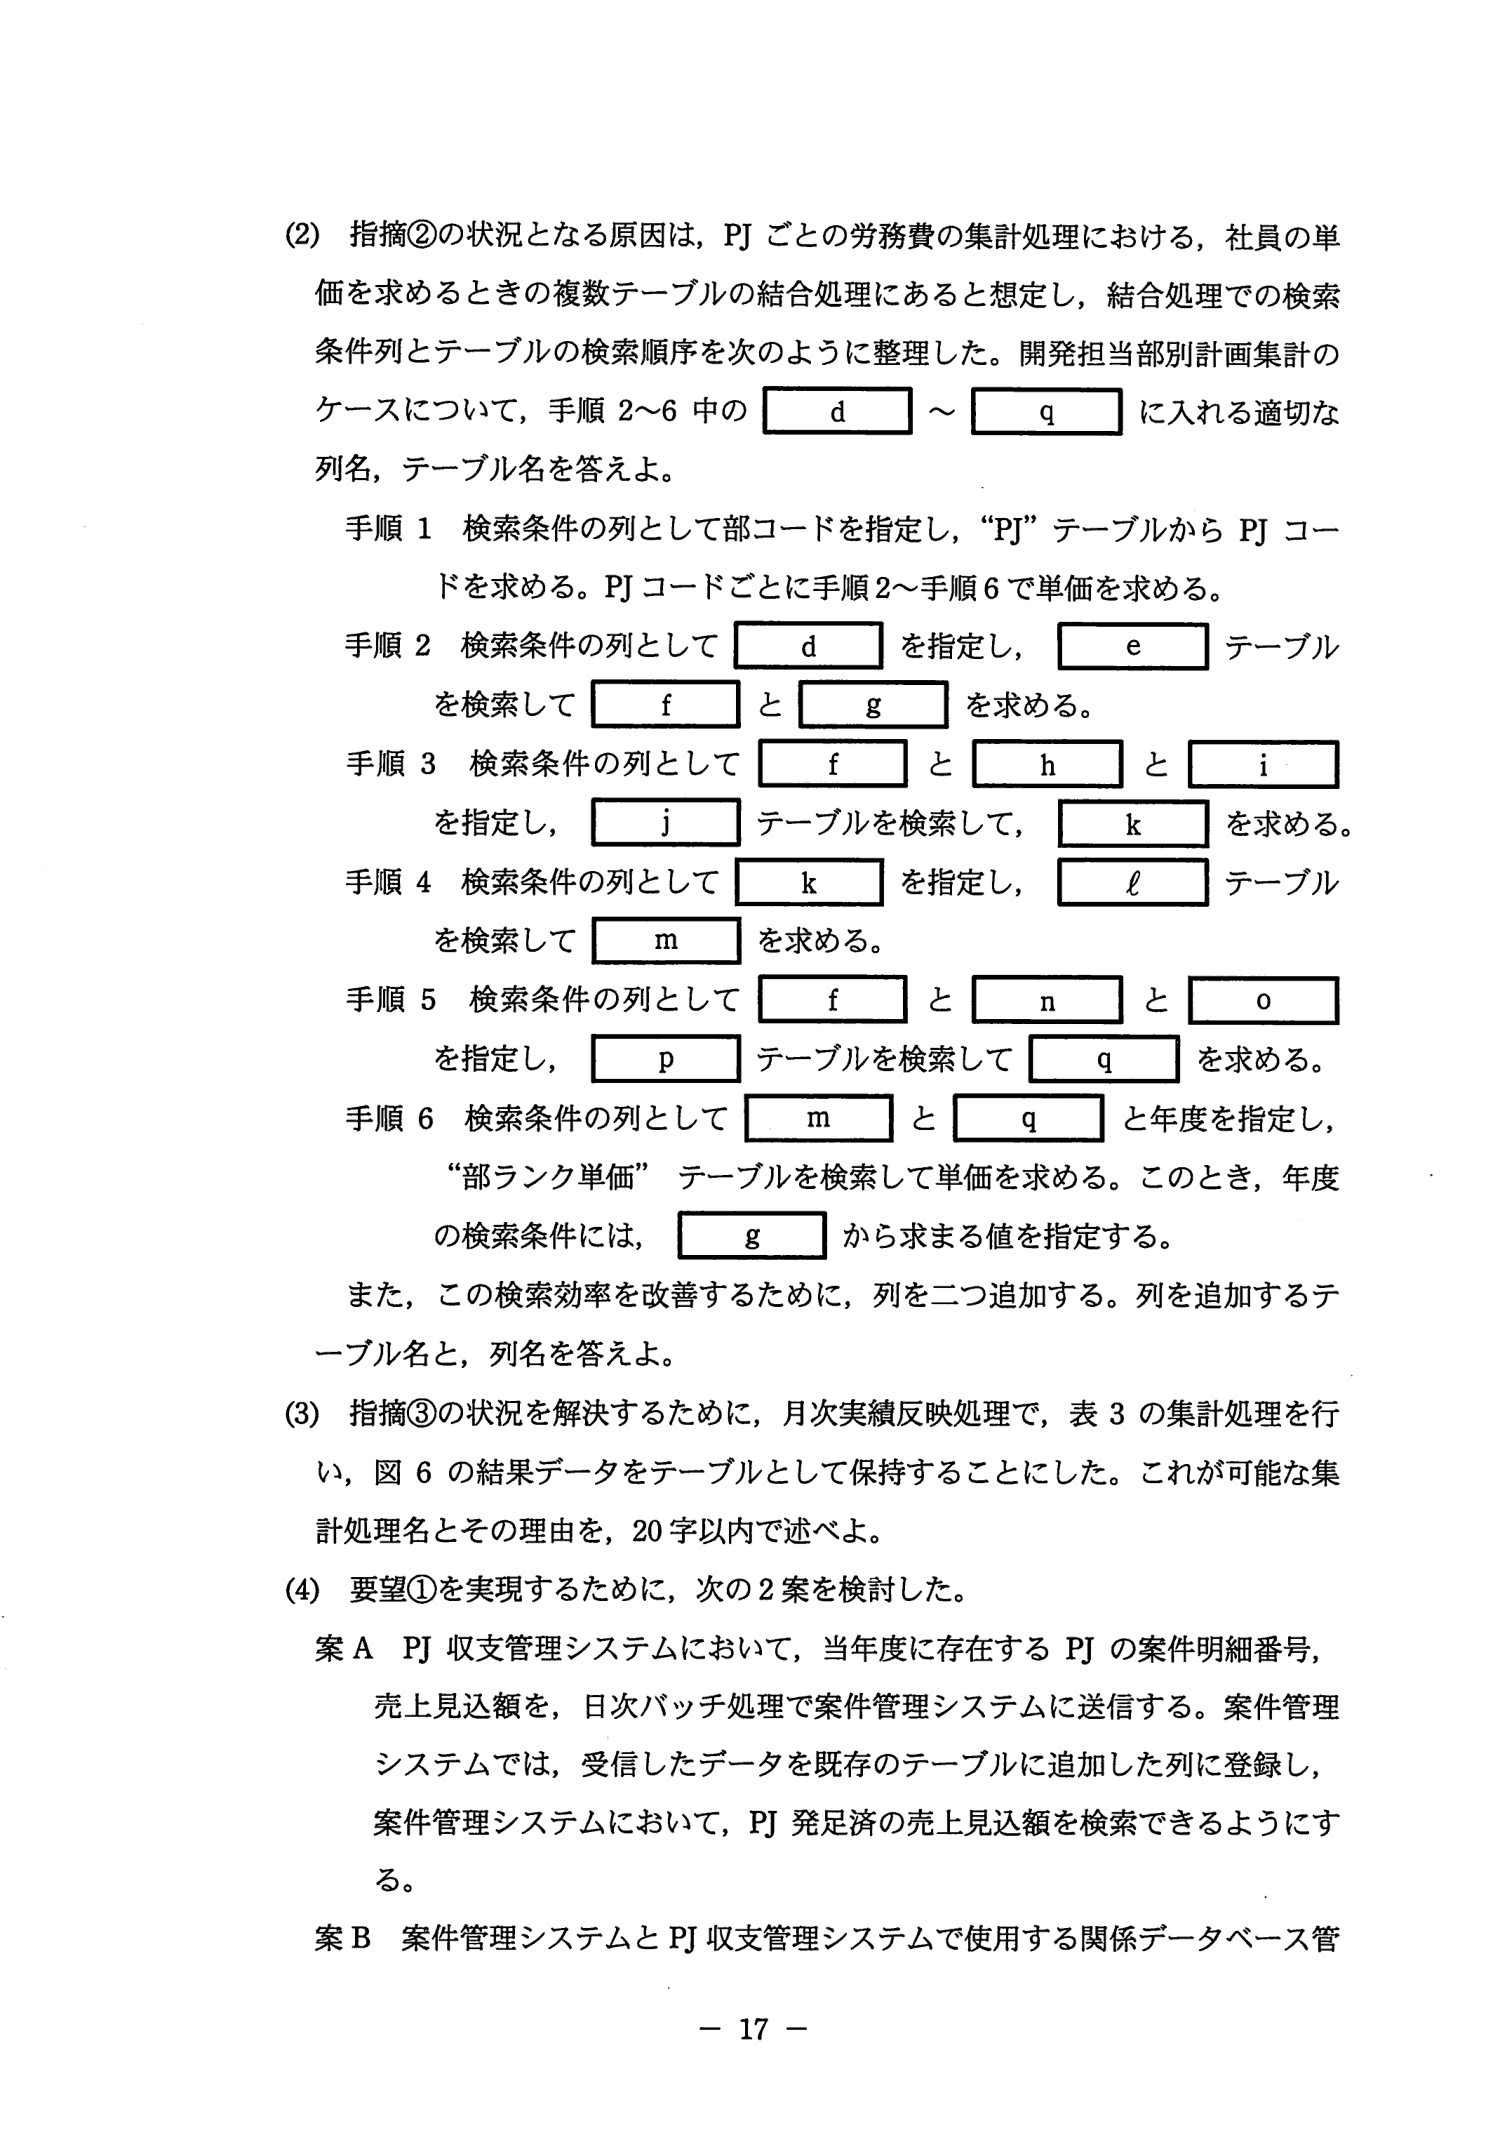 (2) 指摘②の状況となる原因は，PJ ごとの労務費の集計処理における，社員の単
価を求めるときの複数テーブルの結合処理にあると想定し，結合処理での検索
条件列とテーブルの検索順序を次のように整理した。開発担当部別計画集計の
ケースについて，手順 2～6 中の d ～ q に入れる適切な
列名，テーブル名を答えよ。
手順 1 検索条件の列として部コードを指定し，“PJ” テーブルから PJ コー
ドを求める。PJ コードごとに手順 2～手順 6 で単価を求める。
手順 2 検索条件の列として d を指定し， e テーブル
を検索して f と g を求める。
手順 3 検索条件の列として f と h と i
を指定し， j テーブルを検索して， k を求める。
手順 4 検索条件の列として k を指定し， ℓ テーブル
を検索して m を求める。
手順 5 検索条件の列として f と n と o
を指定し， p テーブルを検索して q を求める。
手順 6 検索条件の列として m と q と年度を指定し，
“部ランク単価” テーブルを検索して単価を求める。このとき，年度
の検索条件には， g から求まる値を指定する。
また，この検索効率を改善するために，列を二つ追加する。列を追加するテ
ーブル名と，列名を答えよ。
(3) 指摘③の状況を解決するために，月次実績反映処理で，表 3 の集計処理を行
い，図 6 の結果データをテーブルとして保持することにした。これが可能な集
計処理名とその理由を，20 字以内で述べよ。
(4) 要望①を実現するために，次の 2 案を検討した。
案 A PJ 収支管理システムにおいて，当年度に存在する PJ の案件明細番号，
売上見込額を，日次バッチ処理で案件管理システムに送信する。案件管理
システムでは，受信したデータを既存のテーブルに追加した列に登録し，
案件管理システムにおいて，PJ 発足済の売上見込額を検索できるようにす
る。
案 B 案件管理システムと PJ 収支管理システムで使用する関係データベース管
－ 17 －